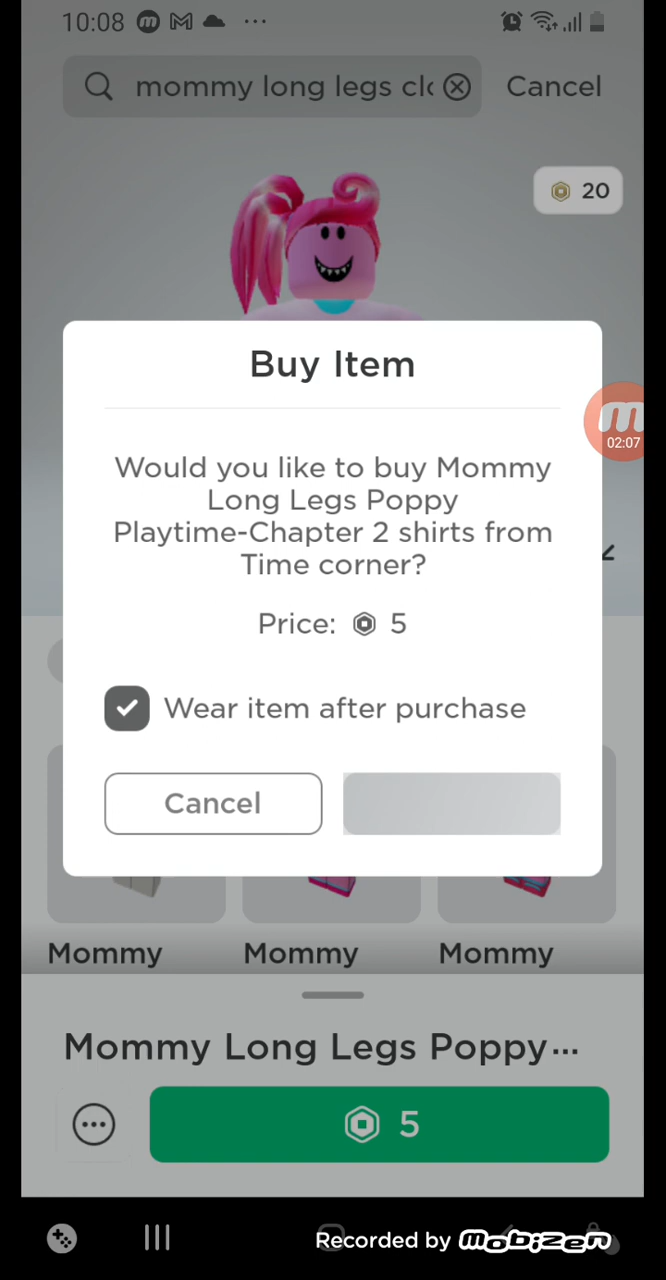 10:08
mommy long legs clo
Cancel
20
Buy Item
02:07
Would you like to buy Mommy
Long Legs Poppy
Playtime-Chapter 2 shirts from
Time corner?
Price: 5
Wear item after purchase
Cancel
Mommy
Mommy
Mommy
Mommy Long Legs Poppy...
5
Recorded by mobizen